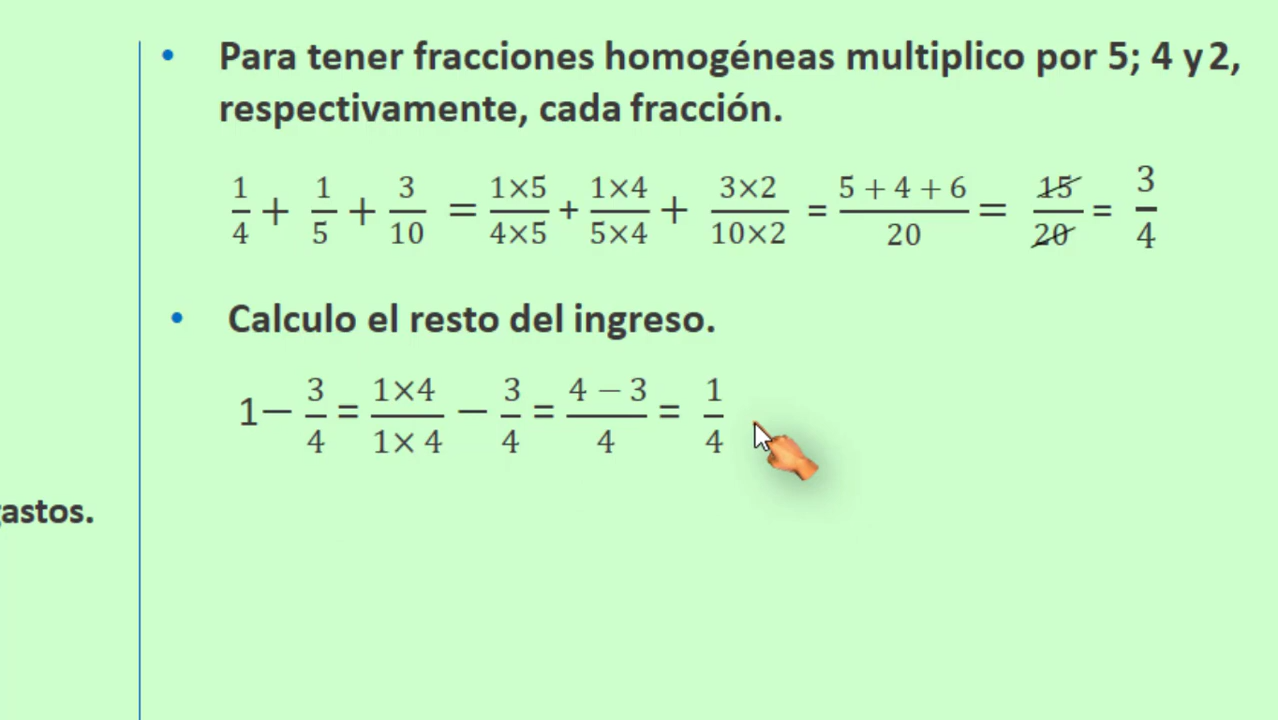 • Para tener fracciones homogéneas multiplico por 5; 4 y 2,
respectivamente, cada fracción.
1/4 + 1/5 + 3/10 = 1×5/4×5 + 1×4/5×4 + 3×2/10×2 = 5 + 4 + 6/20 = 15/20 = 3/4
• Calculo el resto del ingreso.
1 − 3/4 = 1×4/1×4 − 3/4 = 4 − 3/4 = 1/4
gastos.